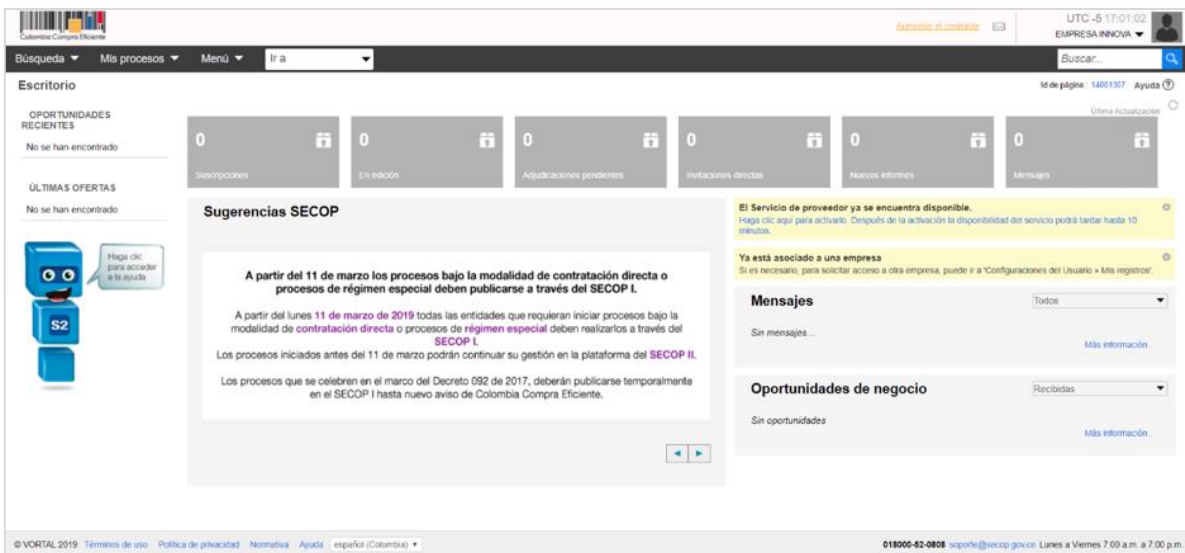 Colombia Compra Eficiente
Aumentar el contraste
UTC -5 17:01:02
EMPRESA INNOVA
Búsqueda
Mis procesos
Menú
Ir a
Buscar...
Escritorio
Id de página : 14001307 Ayuda
Última Actualización
OPORTUNIDADES
RECIENTES
No se han encontrado
ÚLTIMAS OFERTAS
No se han encontrado
Haga clic
para acceder
a la ayuda
S2
0
Suscripciones
0
En edición
0
Adjudicaciones pendientes
0
Invitaciones directas
0
Nuevos informes
0
Mensajes
Sugerencias SECOP
A partir del 11 de marzo los procesos bajo la modalidad de contratación directa o
procesos de régimen especial deben publicarse a través del SECOP I.
A partir del lunes 11 de marzo de 2019 todas las entidades que requieran iniciar procesos bajo la
modalidad de contratación directa o procesos de régimen especial deben realizarlos a través del
SECOP I.
Los procesos iniciados antes del 11 de marzo podrán continuar su gestión en la plataforma del SECOP II.
Los procesos que se celebren en el marco del Decreto 092 de 2017, deberán publicarse temporalmente
en el SECOP I hasta nuevo aviso de Colombia Compra Eficiente.
El Servicio de proveedor ya se encuentra disponible.
Haga clic aquí para activarlo. Después de la activación la disponibilidad del servicio podrá tardar hasta 10
minutos.
Ya está asociado a una empresa
Si es necesario, para solicitar acceso a otra empresa, puede ir a 'Configuraciones del Usuario » Mis registros'.
Mensajes
Todos
Sin mensajes...
Más información .
Oportunidades de negocio
Recibidas
Sin oportunidades
Más información .
© VORTAL 2019 Términos de uso Política de privacidad Normativa Ayuda español (Colombia)
018000-52-0808 soporte@secop.gov.co Lunes a Viernes 7:00 a.m. a 7:00 p.m.